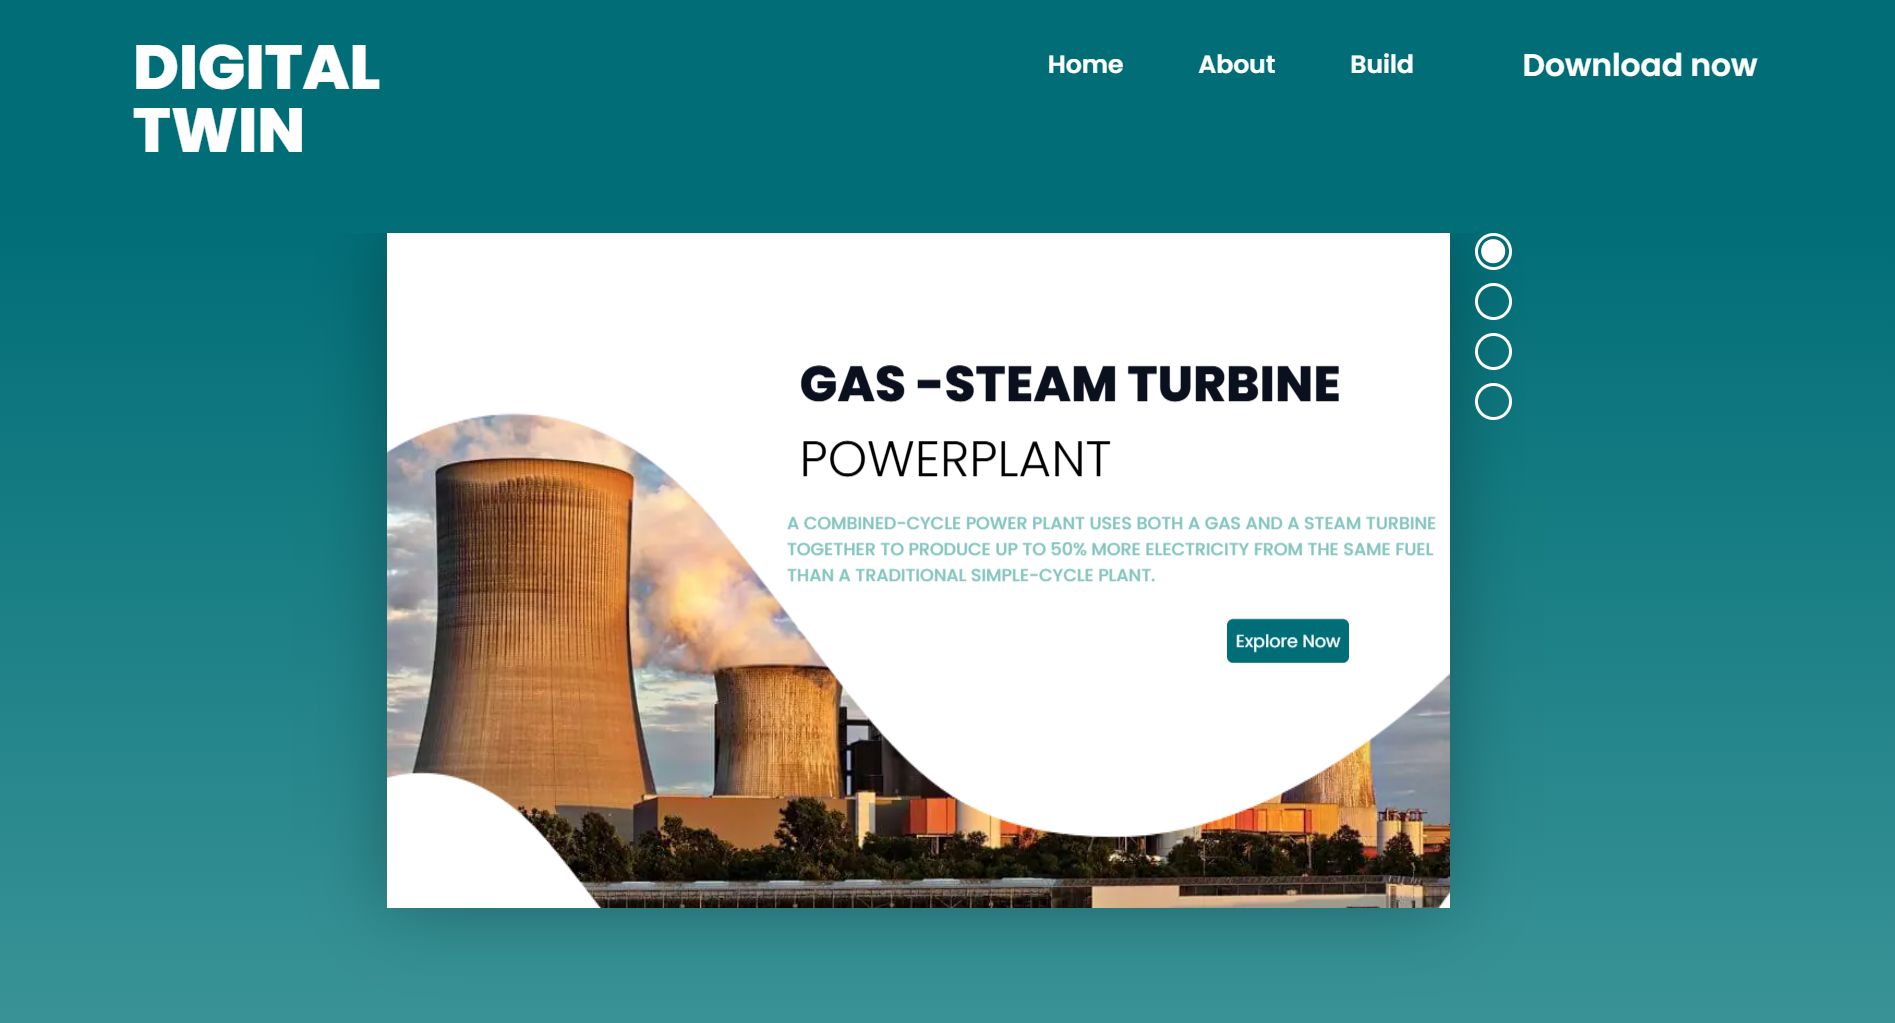 DIGITAL
TWIN
Home About Build Download now
GAS -STEAM TURBINE
POWERPLANT
A COMBINED-CYCLE POWER PLANT USES BOTH A GAS AND A STEAM TURBINE
TOGETHER TO PRODUCE UP TO 50% MORE ELECTRICITY FROM THE SAME FUEL
THAN A TRADITIONAL SIMPLE-CYCLE PLANT.
Explore Now